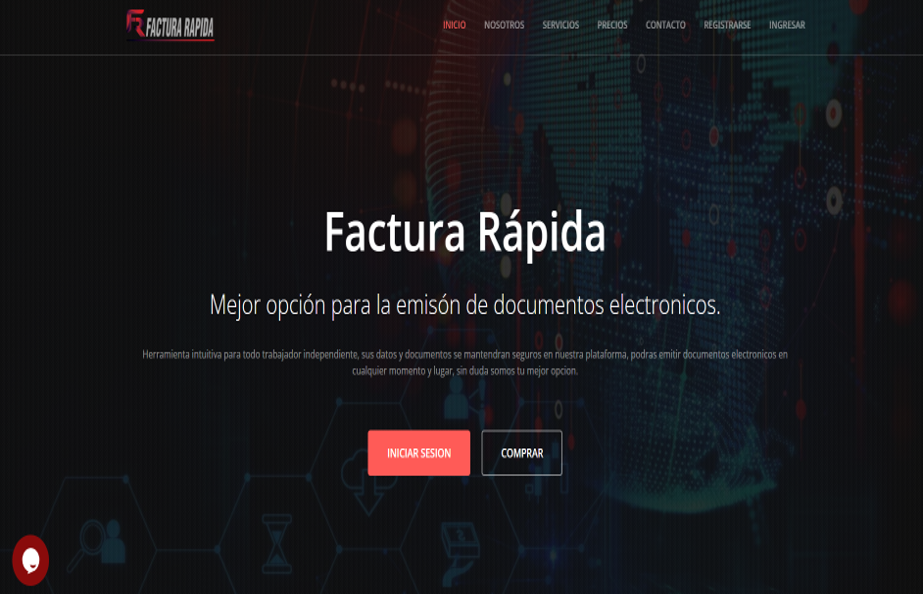 FACTURA RAPIDA
INICIO NOSOTROS SERVICIOS PRECIOS CONTACTO REGISTRARSE INGRESAR
Factura Rápida
Mejor opción para la emisón de documentos electronicos.
Herramienta intuitiva para todo trabajador independiente, sus datos y documentos se mantendran seguros en nuestra plataforma, podras emitir documentos electronicos en
cualquier momento y lugar, sin duda somos tu mejor opcion.
INICIAR SESION COMPRAR